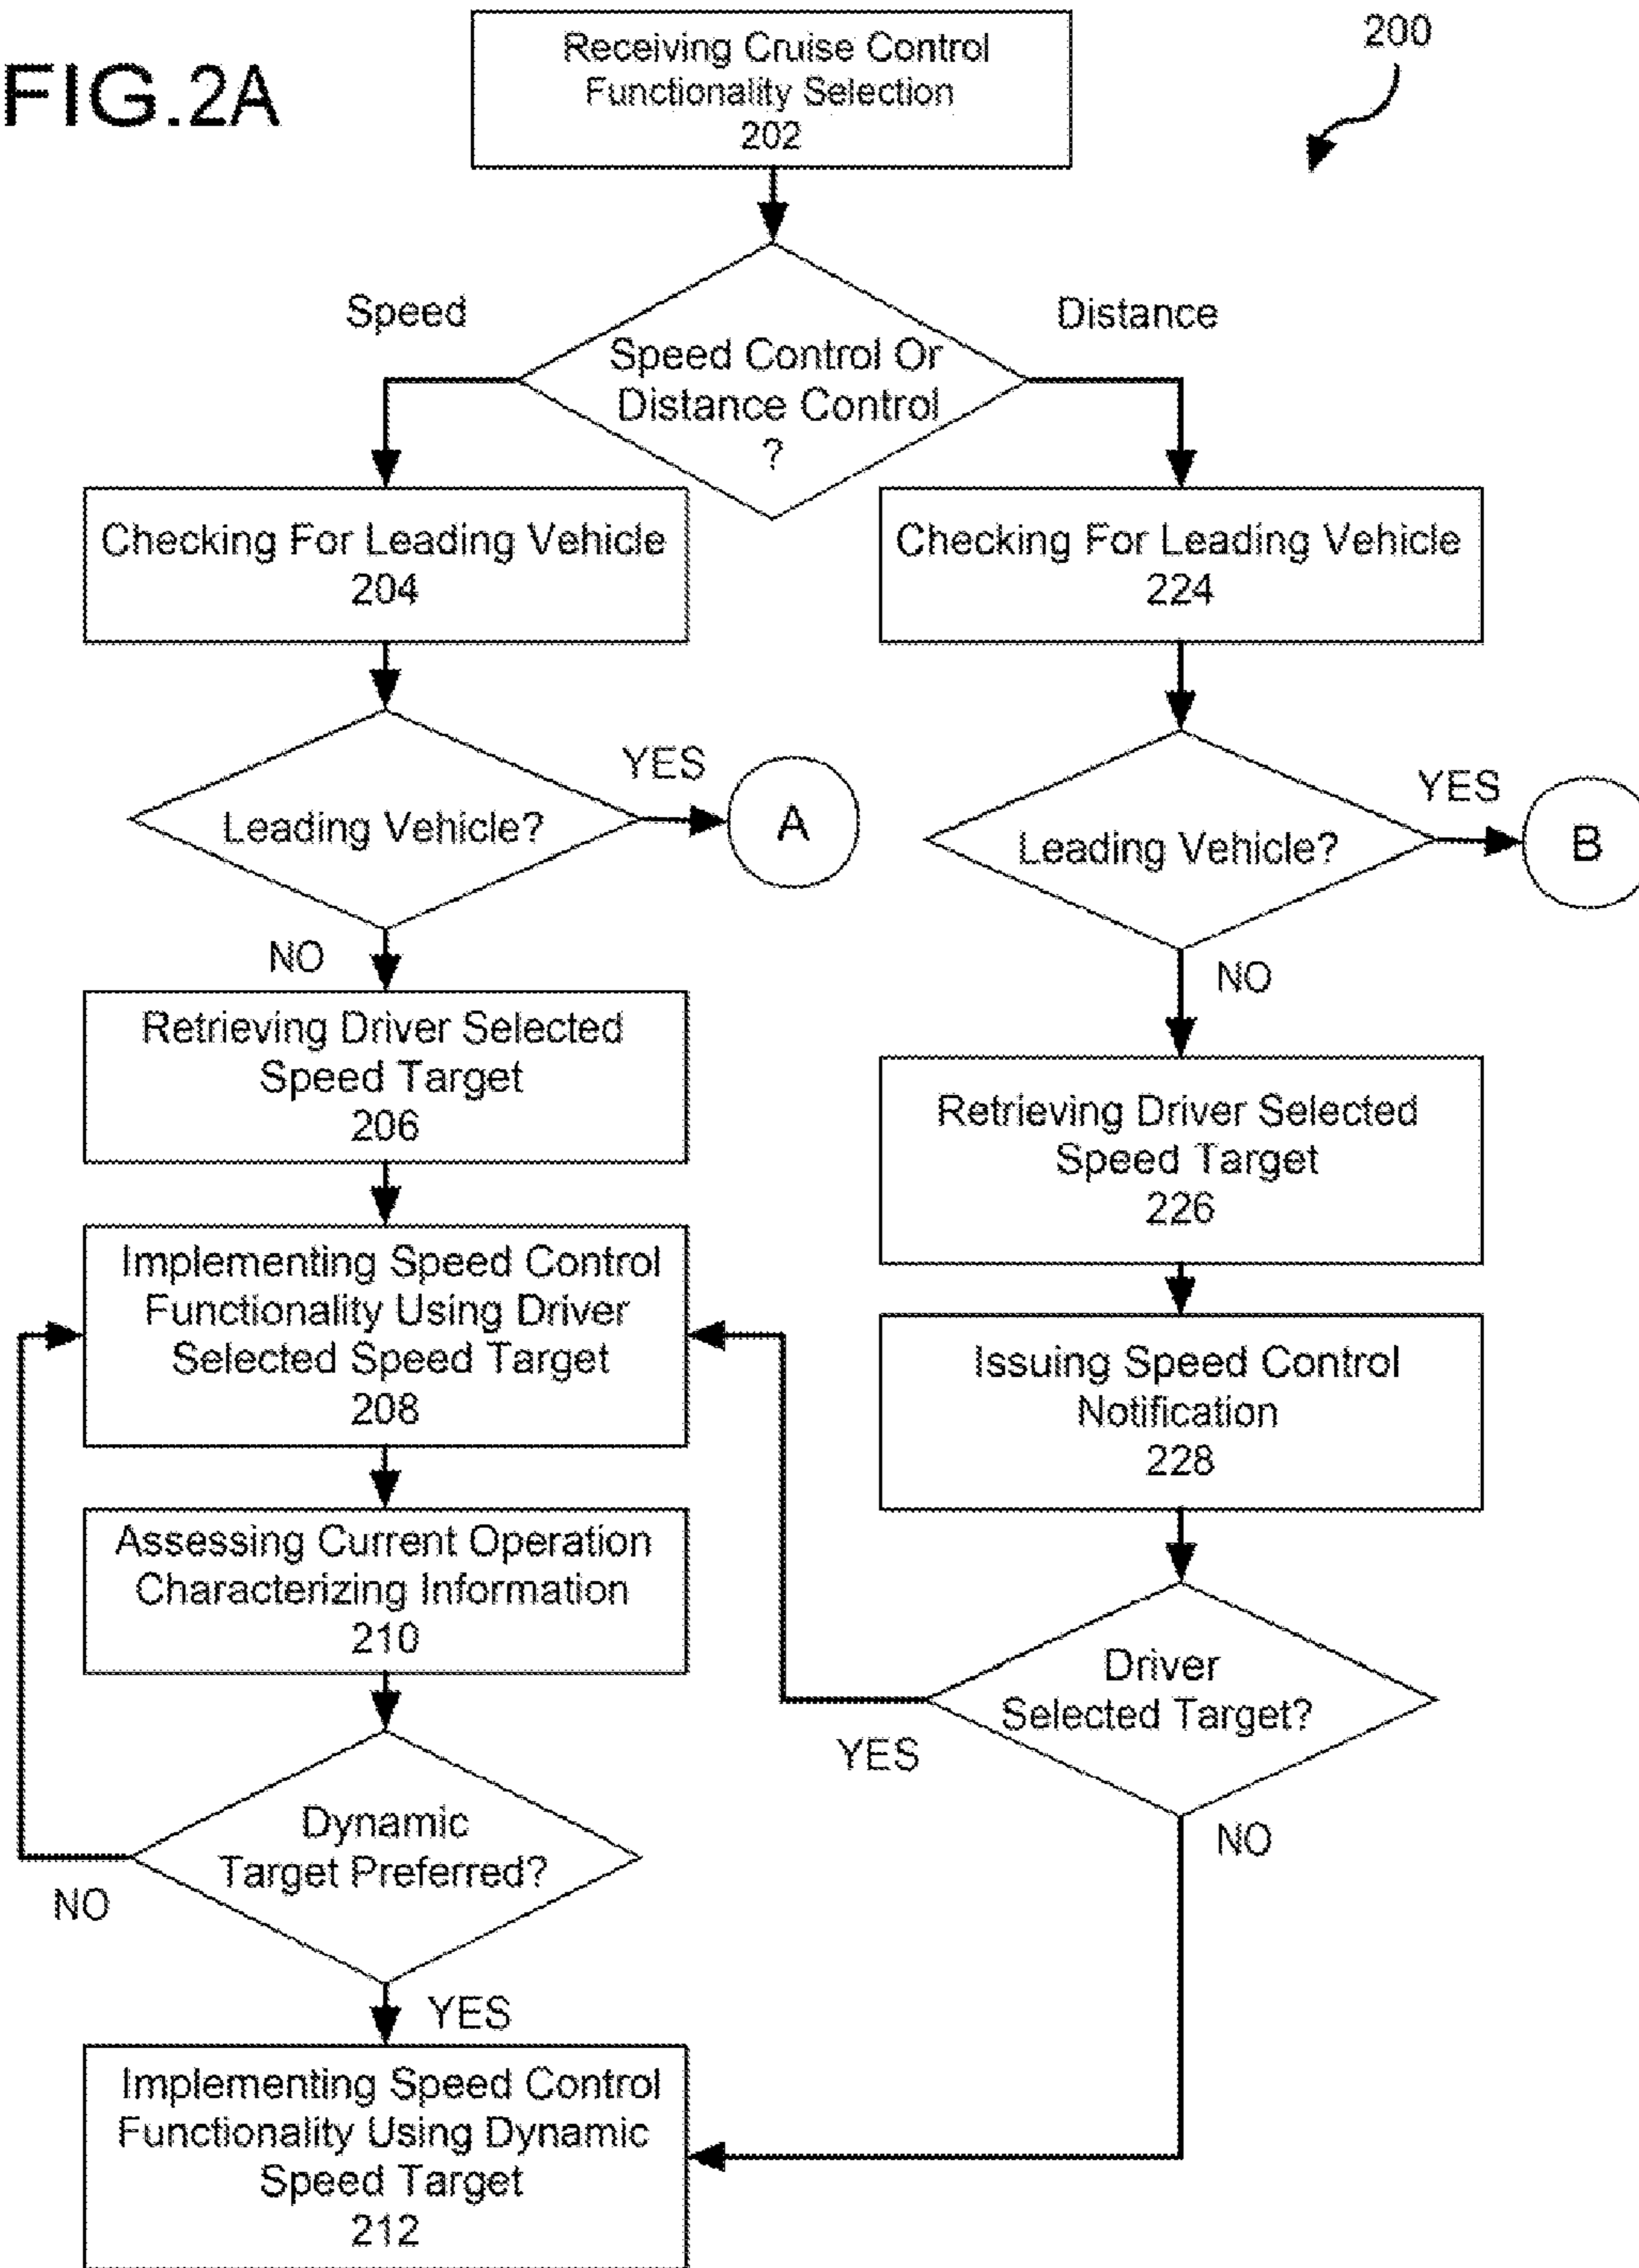 FIG.2A
200
Receiving Cruise Control
Functionality Selection
202
Speed
Distance
Speed Control Or
Distance Control
?
Checking For Leading Vehicle
204
Checking For Leading Vehicle
224
YES
A
Leading Vehicle?
YES
B
Leading Vehicle?
NO
NO
Retrieving Driver Selected
Speed Target
206
Retrieving Driver Selected
Speed Target
226
Implementing Speed Control
Functionality Using Driver
Selected Speed Target
208
Issuing Speed Control
Notification
228
Assessing Current Operation
Characterizing Information
210
Driver
Selected Target?
YES
NO
Dynamic
Target Preferred?
NO
YES
Implementing Speed Control
Functionality Using Dynamic
Speed Target
212